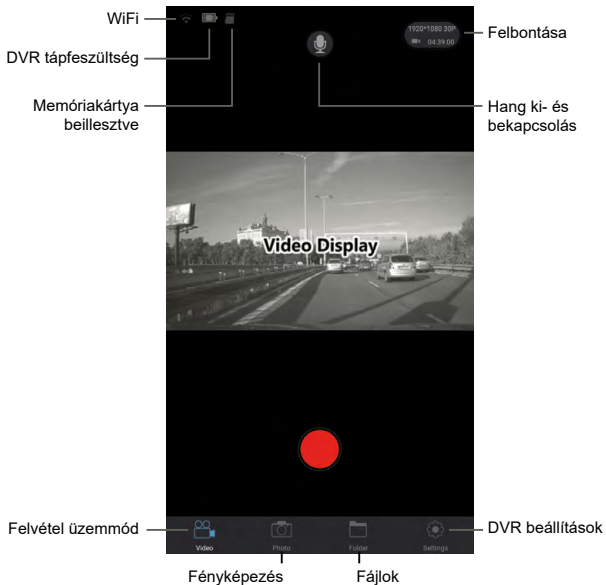 WiFi
DVR tápfeszültség
Memóriakártya
beillesztve
1920*1080 30P
04:39:00
Felbontása
Hang ki- és
bekapcsolás
Video Display
Felvétel üzemmód
Video
Photo
Folder
Settings
DVR beállítások
Fényképezés
Fájlok